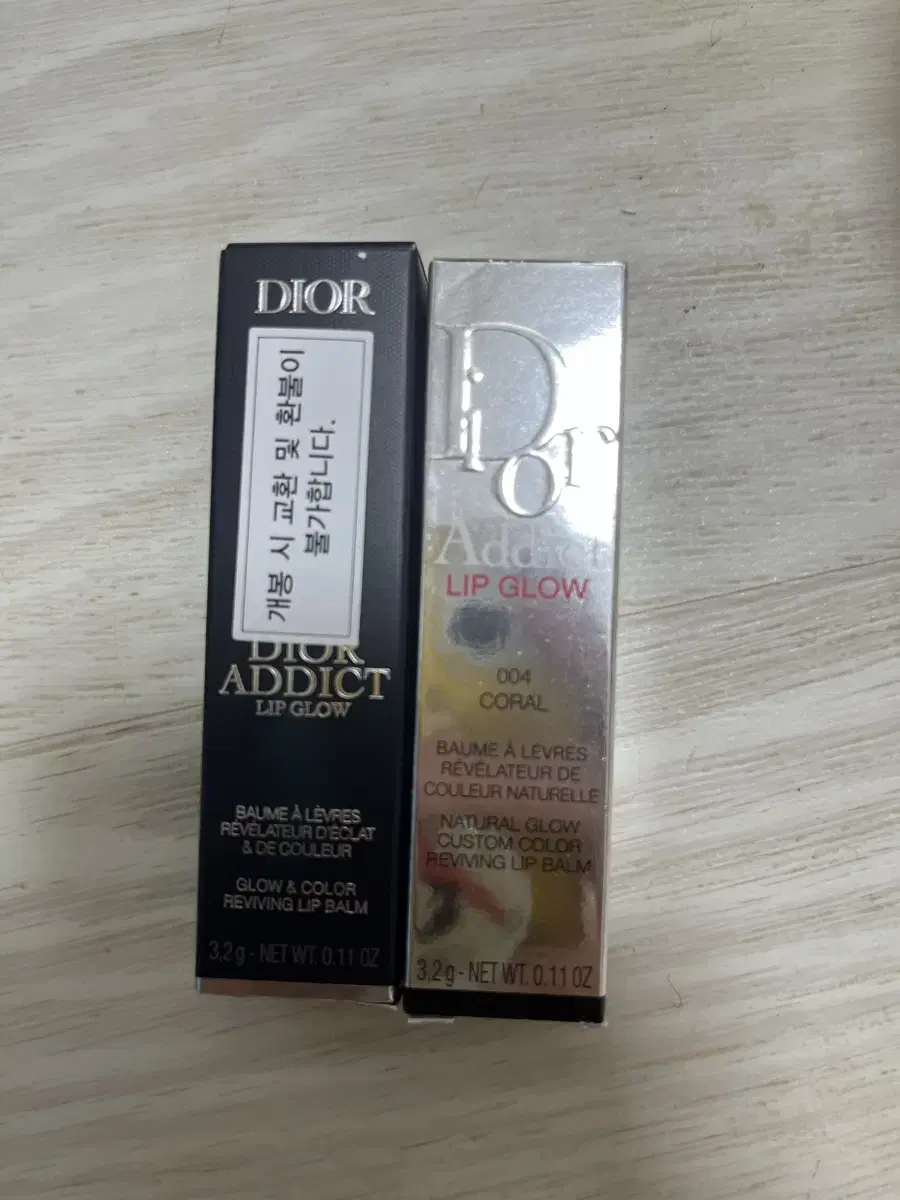 DIOR
개봉 시 교환 및 환불이
불가합니다.
DIOR
ADDICT
LIP GLOW
BAUME À LÈVRES
RÉVÉLATEUR D'ÉCLAT
& DE COULEUR
GLOW & COLOR
REVIVING LIP BALM
3,2 g - NET WT. 0.11 OZ
Dior
Addict
LIP GLOW
004
CORAL
BAUME À LÈVRES
RÉVÉLATEUR DE
COULEUR NATURELLE
NATURAL GLOW
CUSTOM COLOR
REVIVING LIP BALM
3,2 g - NET WT. 0.11 OZ